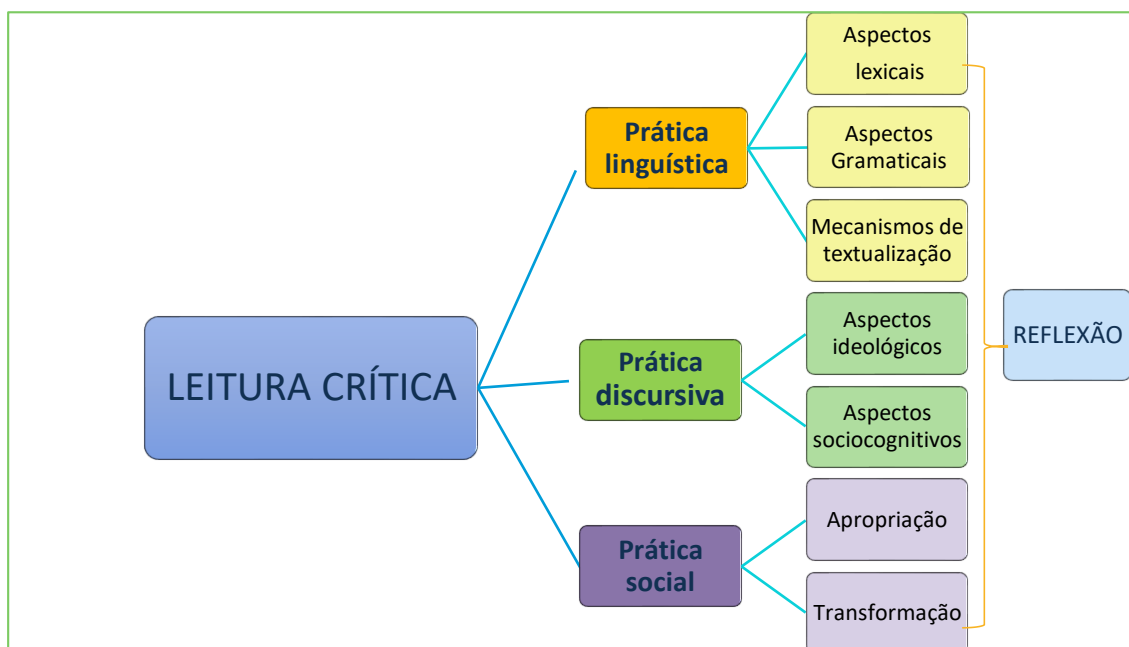 LEITURA CRÍTICA
Prática
linguística
Aspectos
lexicais
Aspectos
Gramaticais
Mecanismos de
textualização
Prática
discursiva
Aspectos
ideológicos
Aspectos
sociocognitivos
Prática
social
Apropriação
Transformação
REFLEXÃO